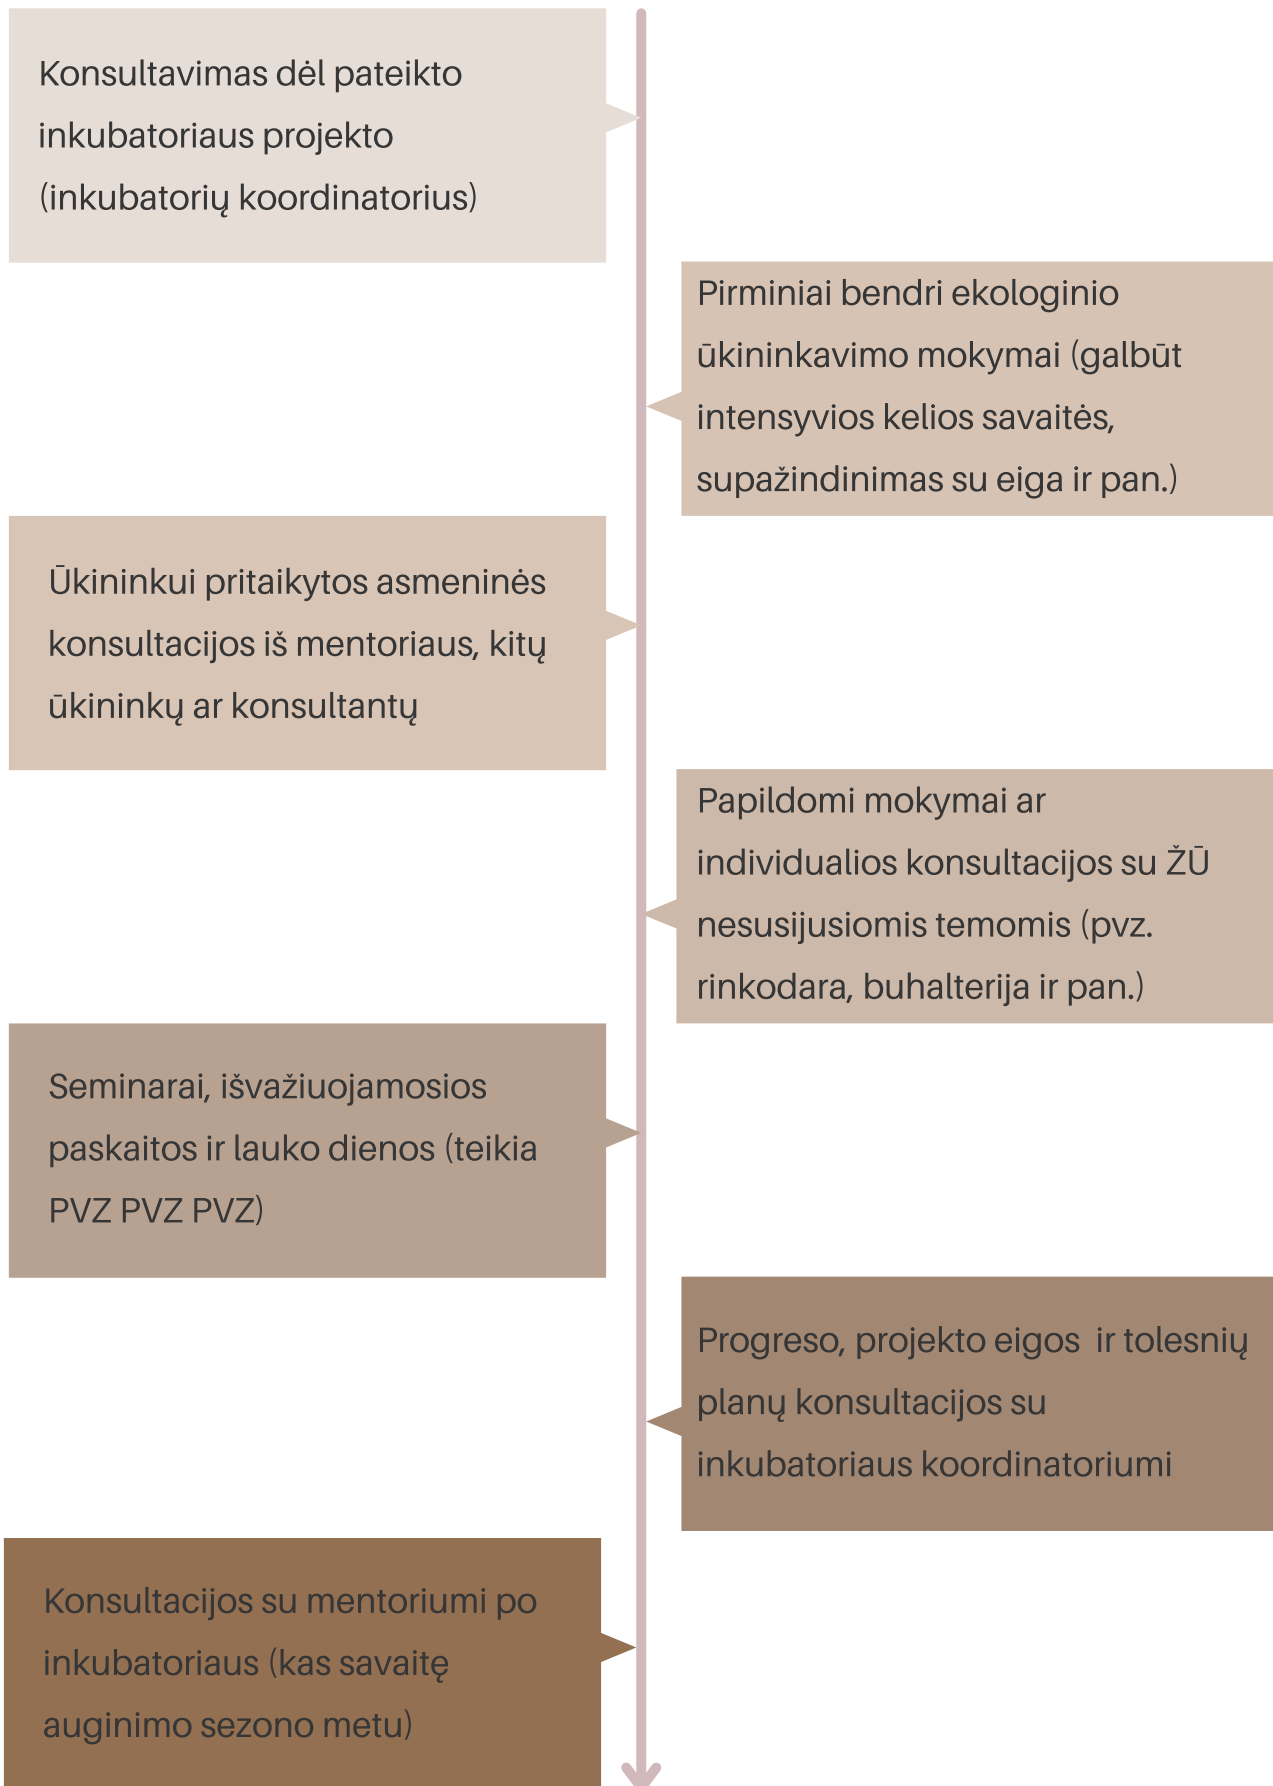 Konsultavimas dėl pateikto
inkubatoriaus projekto
(inkubatorių koordinatorius)
Pirminiai bendri ekologinio
ūkininkavimo mokymai (galbūt
intensyvios kelios savaitės,
supažindinimas su eiga ir pan.)
Ūkininkui pritaikytos asmeninės
konsultacijos iš mentoriaus, kitų
ūkininkų ar konsultantų
Papildomi mokymai ar
individualios konsultacijos su ŽŪ
nesusijusiomis temomis (pvz.
rinkodara, buhalterija ir pan.)
Seminarai, išvažiuojamosios
paskaitos ir lauko dienos (teikia
PVZ PVZ PVZ)
Progreso, projekto eigos  ir tolesnių
planų konsultacijos su
inkubatoriaus koordinatoriumi
Konsultacijos su mentoriumi po
inkubatoriaus (kas savaitę
auginimo sezono metu)